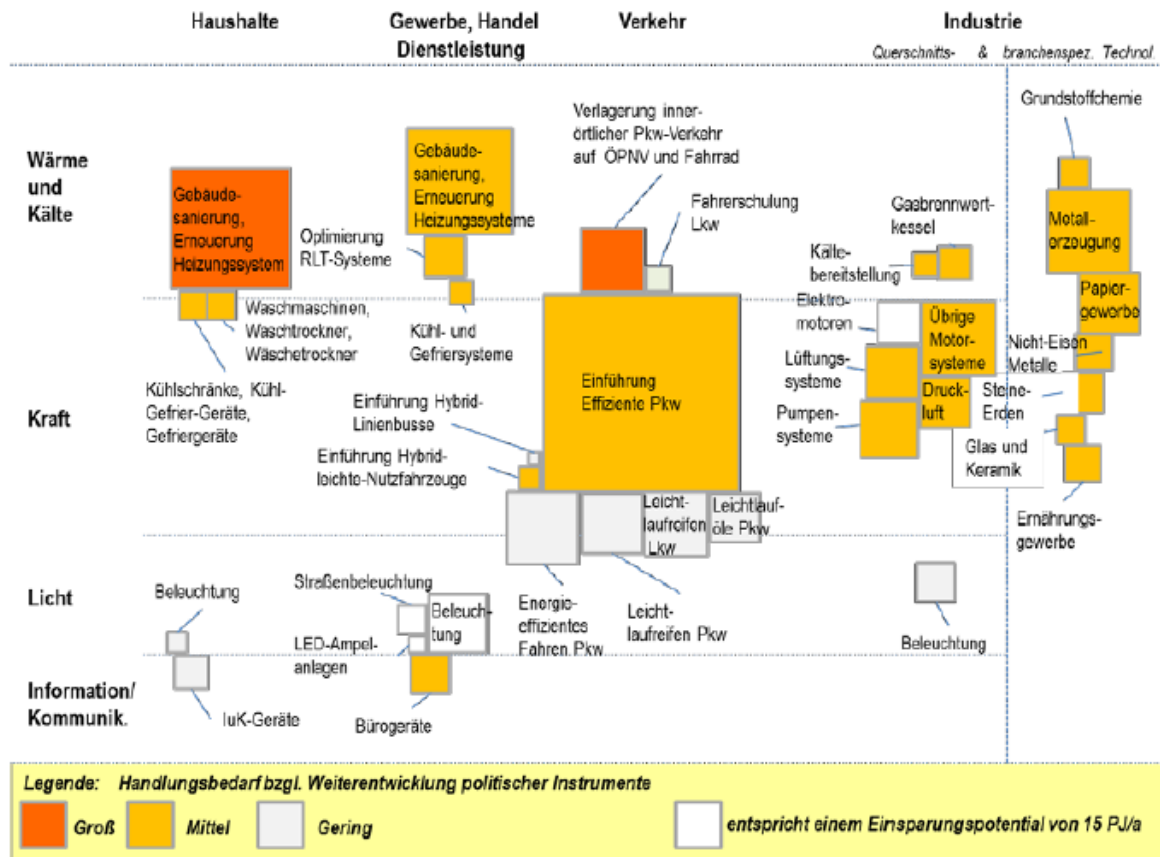 Haushalte
Gewerbe, Handel
Dienstleistung
Verkehr
Industrie
Querschnitts- & branchenspez. Technol.
Wärme
und
Kälte
Gebäude-
sanierung,
Erneuerung
Heizungssystem
Waschmaschinen,
Waschtrockner,
Wäschetrockner
Kühlschränke, Kühl-
Gefrier-Geräte,
Gefriergeräte
Gebäude-
sanierung,
Erneuerung
Heizungssysteme
Optimierung
RLT-Systeme
Kühl- und
Gefriersysteme
Verlagerung inner-
örtlicher Pkw-Verkehr
auf ÖPNV und Fahrrad
Fahrerschulung
Lkw
Gasbrennwert-
kessel
Kälte-
bereitstellung
Grundstoffchemie
Metall-
erzeugung
Papier-
gewerbe
Kraft
Einführung Hybrid-
Linienbusse
Einführung Hybrid-
leichte-Nutzfahrzeuge
Einführung
Effiziente Pkw
Elektro-
motoren
Übrige
Motor-
systeme
Lüftungs-
systeme
Druck-
luft
Pumpen-
systeme
Nicht-Eisen
Metalle
Steine-
Erden
Glas und
Keramik
Ernährungs-
gewerbe
Leicht-
laufreifen
Lkw
Leichtlauf-
öle Pkw
Energie-
effizientes
Fahren Pkw
Leicht-
laufreifen Pkw
Licht
Beleuchtung
Straßenbeleuchtung
Beleuch-
tung
LED-Ampel-
anlagen
Beleuchtung
Information/
Kommunik.
IuK-Geräte
Bürogeräte
Legende: Handlungsbedarf bzgl. Weiterentwicklung politischer Instrumente
Groß
Mittel
Gering
entspricht einem Einsparungspotential von 15 PJ/a